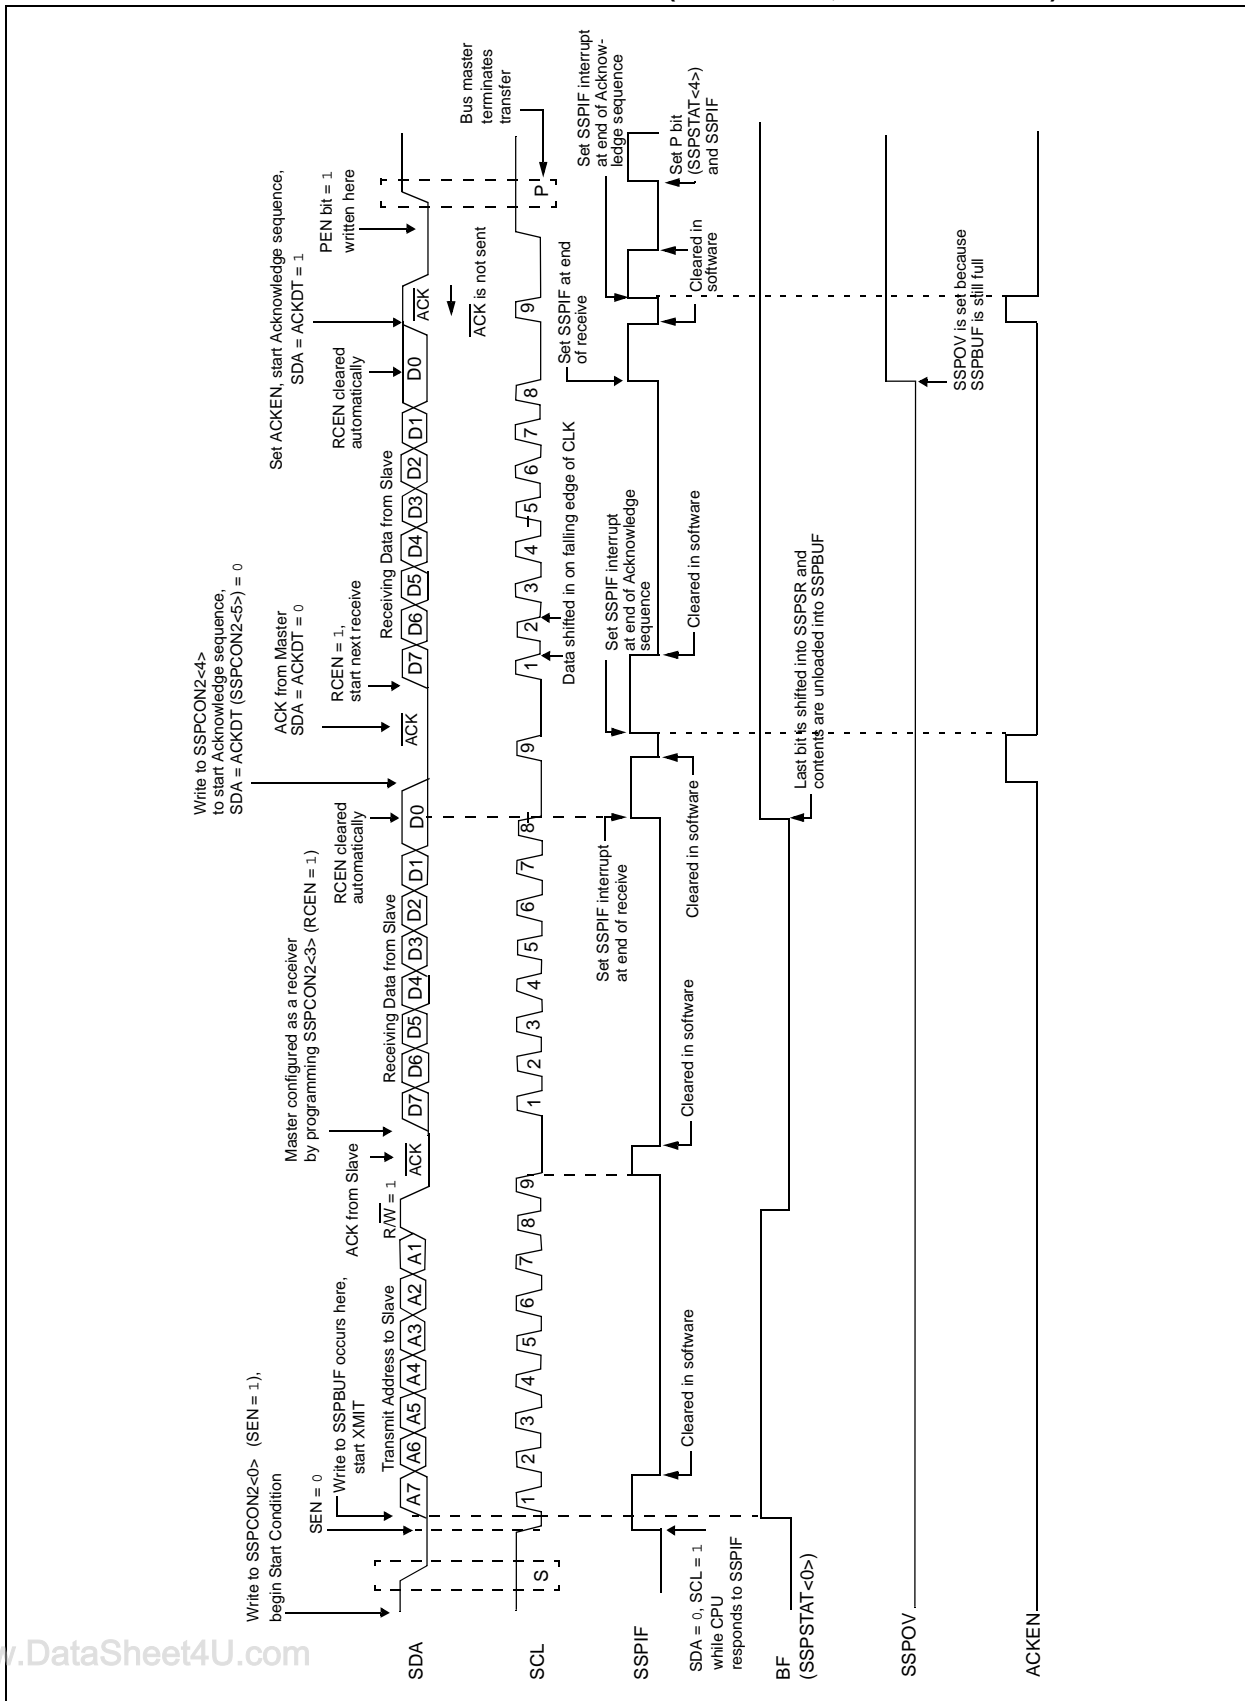 Write to SSPCON2<0> (SEN = 1),
begin Start Condition
SEN = 0
Write to SSPBUF occurs here,
start XMIT
Transmit Address to Slave
R/W = 1
ACK from Slave
Master configured as a receiver
by programming SSPCON2<3> (RCEN = 1)
Receiving Data from Slave
RCEN cleared
automatically
Write to SSPCON2<4>
to start Acknowledge sequence,
SDA = ACKDT (SSPCON2<5>) = 0
ACK from Master
SDA = ACKDT = 0
RCEN = 1,
start next receive
Receiving Data from Slave
RCEN cleared
automatically
Set ACKEN, start Acknowledge sequence,
SDA = ACKDT = 1
PEN bit = 1
written here
SDA A7 A6 A5 A4 A3 A2 A1 ACK D7 D6 D5 D4 D3 D2 D1 D0 ACK D7 D6 D5 D4 D3 D2 D1 D0 ACK
ACK is not sent
Bus master
terminates
transfer
SCL S 1 2 3 4 5 6 7 8 9 1 2 3 4 5 6 7 8 9 1 2 3 4 5 6 7 8 9 P
Data shifted in on falling edge of CLK
Set SSPIF interrupt
at end of receive
Set SSPIF interrupt
at end of Acknowledge
sequence
Set SSPIF at end
of receive
Set SSPIF interrupt
at end of Acknow-
ledge sequence
SSPIF
SDA = 0, SCL = 1
while CPU
responds to SSPIF
Cleared in software
Cleared in software
Cleared in software
Cleared in software
Cleared in
software
Set P bit
(SSPSTAT<4>)
and SSPIF
BF
(SSPSTAT<0>)
Last bit is shifted into SSPSR and
contents are unloaded into SSPBUF
SSPOV
SSPOV is set because
SSPBUF is still full
ACKEN
.DataSheet4U.com